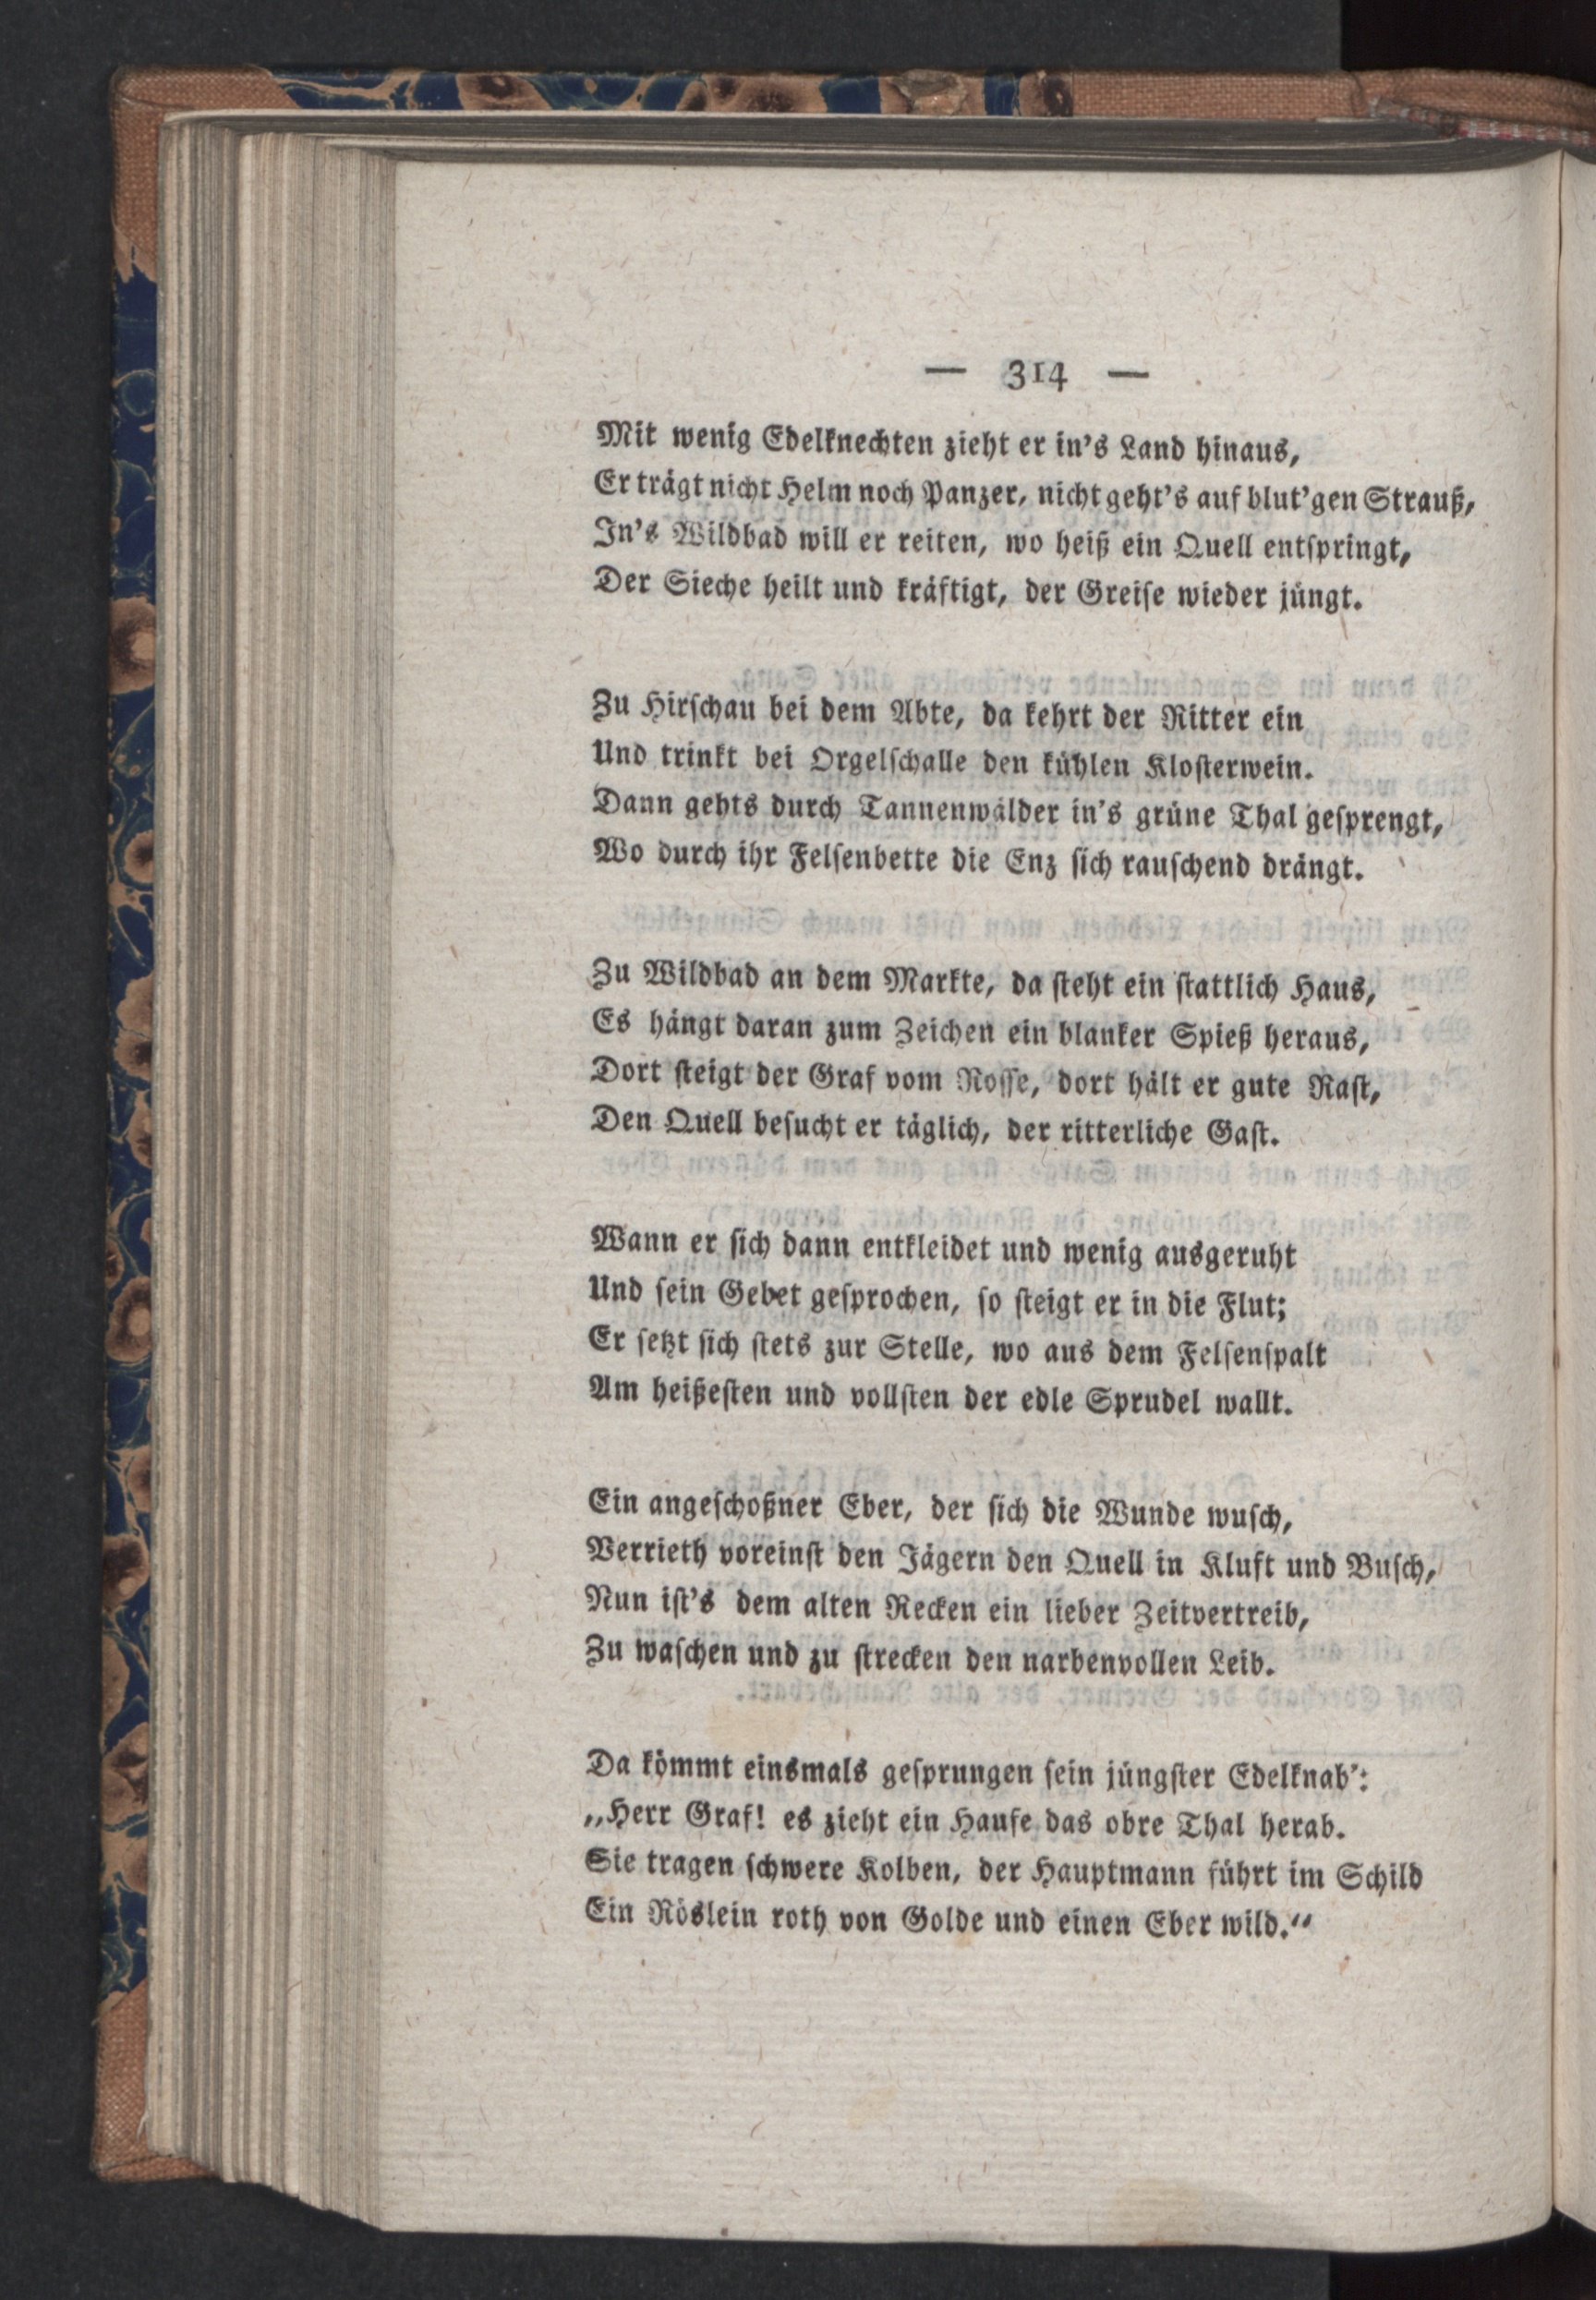 — 314 —
Mit wenig Edelknechten zieht er in's Land hinaus,
Er trägt nicht Helm noch Panzer, nicht geht's auf blut'gen Strauß,
In's Wildbad will er reiten, wo heiß ein Quell entſpringt,
Der Sieche heilt und kräftigt, der Greiſe wieder jüngt.
Zu Hirſchau bei dem Abte, da kehrt der Ritter ein
Und trinkt bei Orgelſchalle den kühlen Kloſterwein.
Dann gehts durch Tannenwälder in's grüne Thal geſprengt,
Wo durch ihr Felſenbette die Enz ſich rauſchend drängt.
Zu Wildbad an dem Markte, da ſteht ein ſtattlich Haus,
Es hängt daran zum Zeichen ein blanker Spieß heraus,
Dort ſteigt der Graf vom Roſſe, dort hält er gute Raſt,
Den Quell beſucht er täglich, der ritterliche Gaſt.
Wann er ſich dann entkleidet und wenig ausgeruht
Und ſein Gebet geſprochen, ſo ſteigt er in die Flut;
Er ſetzt ſich ſtets zur Stelle, wo aus dem Felſenſpalt
Am heißeſten und vollſten der edle Sprudel wallt.
Ein angeſchoßner Eber, der ſich die Wunde wuſch,
Verrieth voreinſt den Jägern den Quell in Kluft und Buſch,
Nun iſt's dem alten Recken ein lieber Zeitvertreib,
Zu waſchen und zu ſtrecken den narbenvollen Leib.
Da kömmt einsmals geſprungen ſein jüngſter Edelknab':
„Herr Graf! es zieht ein Haufe das obre Thal herab.
Sie tragen ſchwere Kolben, der Hauptmann führt im Schild
Ein Röslein roth von Golde und einen Eber wild.“